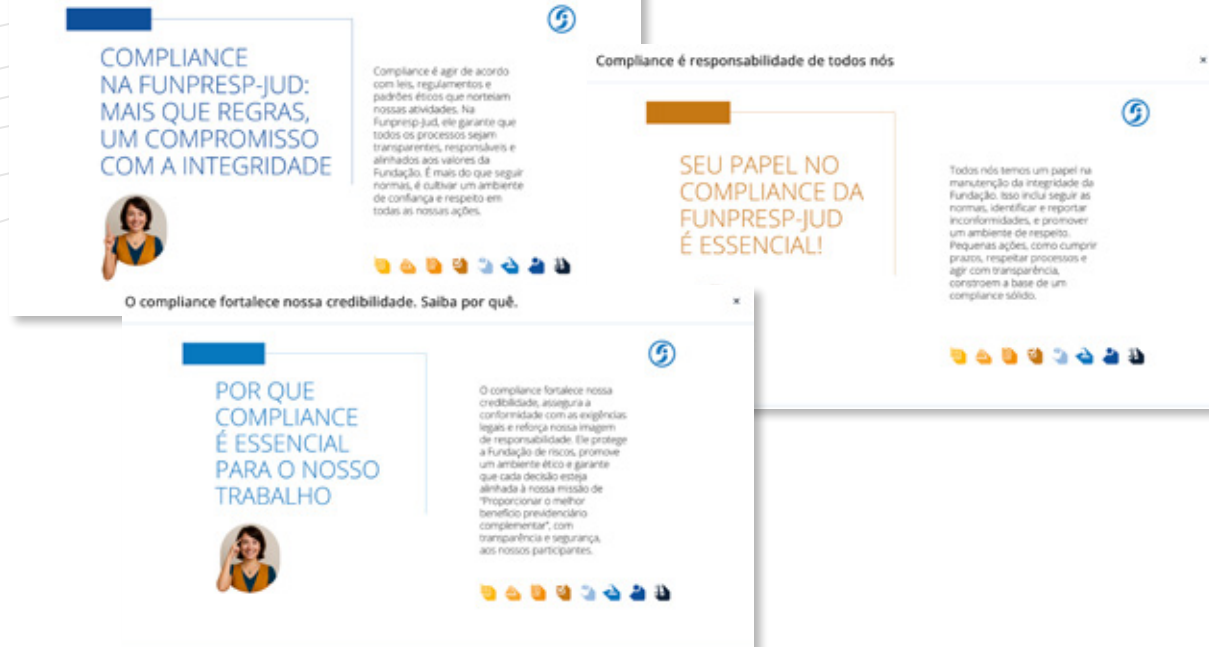 COMPLIANCE
NA FUNPRESP-JUD:
MAIS QUE REGRAS,
UM COMPROMISSO
COM A INTEGRIDADE
Compliance é agir de acordo
com leis, regulamentos e
padrões éticos que norteiam
nossas atividades. Na
Funpresp-Jud, ele garante que
todos os processos sejam
transparentes, responsáveis e
alinhados aos valores da
Fundação. É mais do que seguir
normas, é cultivar um ambiente
de confiança e respeito em
todas as nossas ações.
Compliance é responsabilidade de todos nós
×
SEU PAPEL NO
COMPLIANCE DA
FUNPRESP-JUD
É ESSENCIAL!
Todos nós temos um papel na
manutenção da integridade da
Fundação. Isso inclui seguir as
normas, identificar e reportar
inconformidades, e promover
um ambiente de respeito.
Pequenas ações, como cumprir
prazos, respeitar processos e
agir com transparência,
constroem a base de um
compliance sólido.
O compliance fortalece nossa credibilidade. Saiba por quê.
×
POR QUE
COMPLIANCE
É ESSENCIAL
PARA O NOSSO
TRABALHO
O compliance fortalece nossa
credibilidade, assegura a
conformidade com as exigências
legais e reforça nossa imagem
de responsabilidade. Ele protege
a Fundação de riscos, promove
um ambiente ético e garante
que cada decisão esteja
alinhada à nossa missão de
"Proporcionar o melhor
benefício previdenciário
complementar", com
transparência e segurança,
aos nossos participantes.